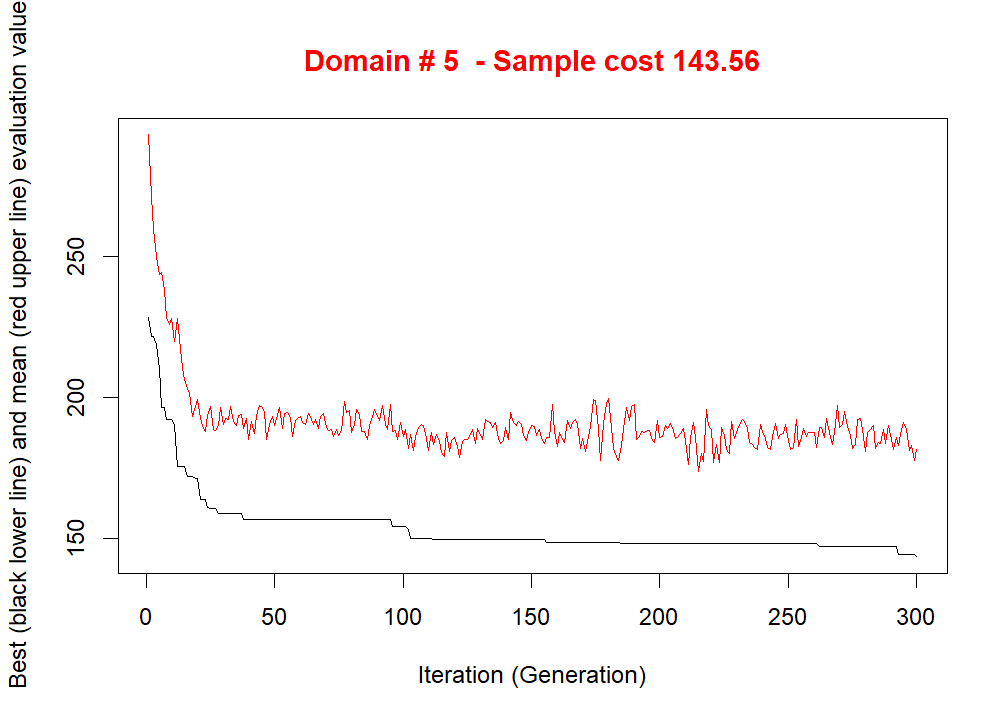 Domain # 5  - Sample cost 143.56
Best (black lower line) and mean (red upper line) evaluation value
250
200
150
0 50 100 150 200 250 300
Iteration (Generation)